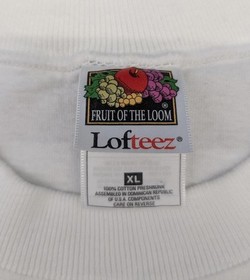 FRUIT OF THE LOOM®
Lofteez®
XL
100% COTTON PRESHRUNK
ASSEMBLED IN DOMINICAN REPUBLIC
OF U.S.A. COMPONENTS
CARE ON REVERSE